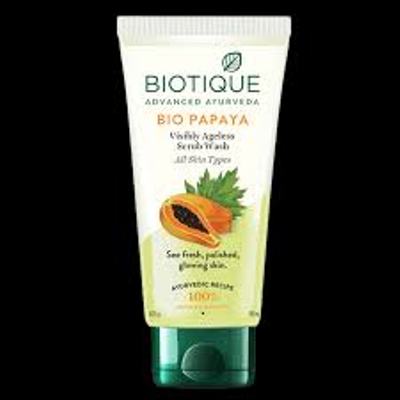 BIOTIQUE
ADVANCED AYURVEDA
BIO PAPAYA
Visibly Ageless
Scrub Wash
All Skin Types
See fresh, polished,
glowing skin.
AYURVEDIC RECIPE
100%